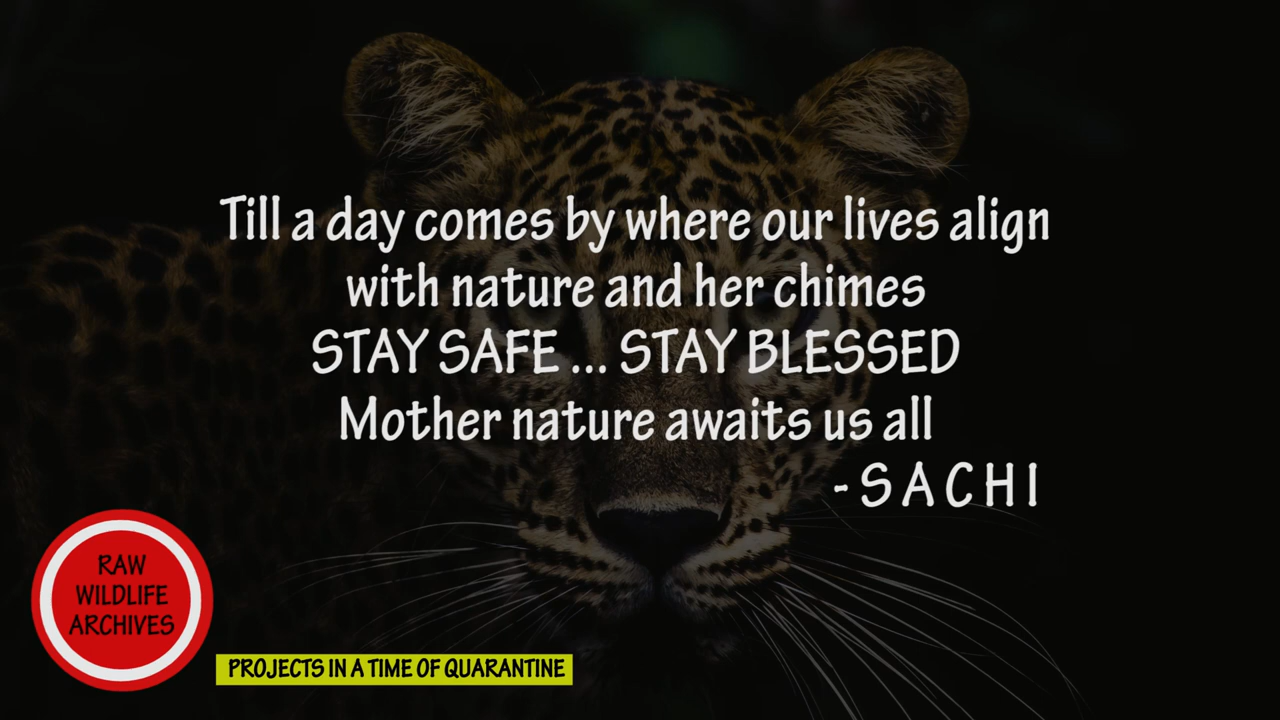 Till a day comes by where our lives align
with nature and her chimes
STAY SAFE ... STAY BLESSED
Mother nature awaits us all
- S A C H I
RAW
WILDLIFE
ARCHIVES
PROJECTS IN A TIME OF QUARANTINE